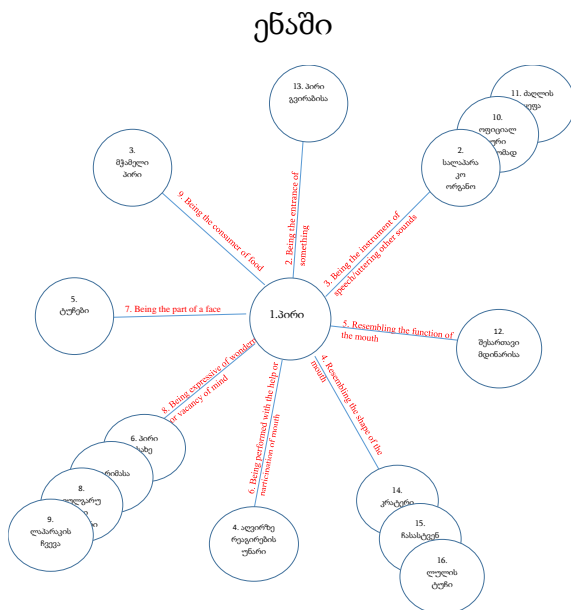 ენაში
13. პირი
გვირაბისა
11. ძაღლის
10.
ოფიციალ
2.
სალაპარა
კო
ორგანო
3.
მჭამელი
პირი
9. Being the consumer of food
2. Being the entrance of
something
3. Being the instrument of
speech/uttering other sounds
5.
ტუჩები
7. Being the part of a face
1.პირი
5. Resembling the function of
the mouth
12.
შესართავი
მდინარისა
8. Being expressive of wonder
or vacancy of mind
6. Being performed with the help or
participation of mouth
4. Resembling the shape of the
mouth
6. პირი
8.
9.
ლაპარაკის
ჩვევა
4. აღვირზე
რეაგირების
უნარი
14.
კრატერი
15.
ჩასასტვენ
16.
ლულის
ტუჩი